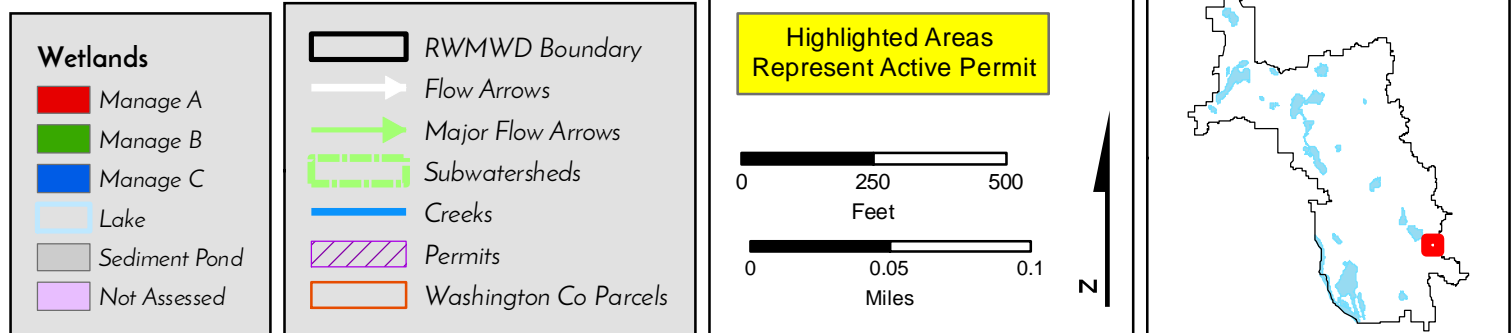 Wetlands
Manage A
Manage B
Manage C
Lake
Sediment Pond
Not Assessed
RWMWD Boundary
Flow Arrows
Major Flow Arrows
Subwatersheds
Creeks
Permits
Washington Co Parcels
Highlighted Areas
Represent Active Permit
0 250 500
Feet
0 0.05 0.1
Miles
N